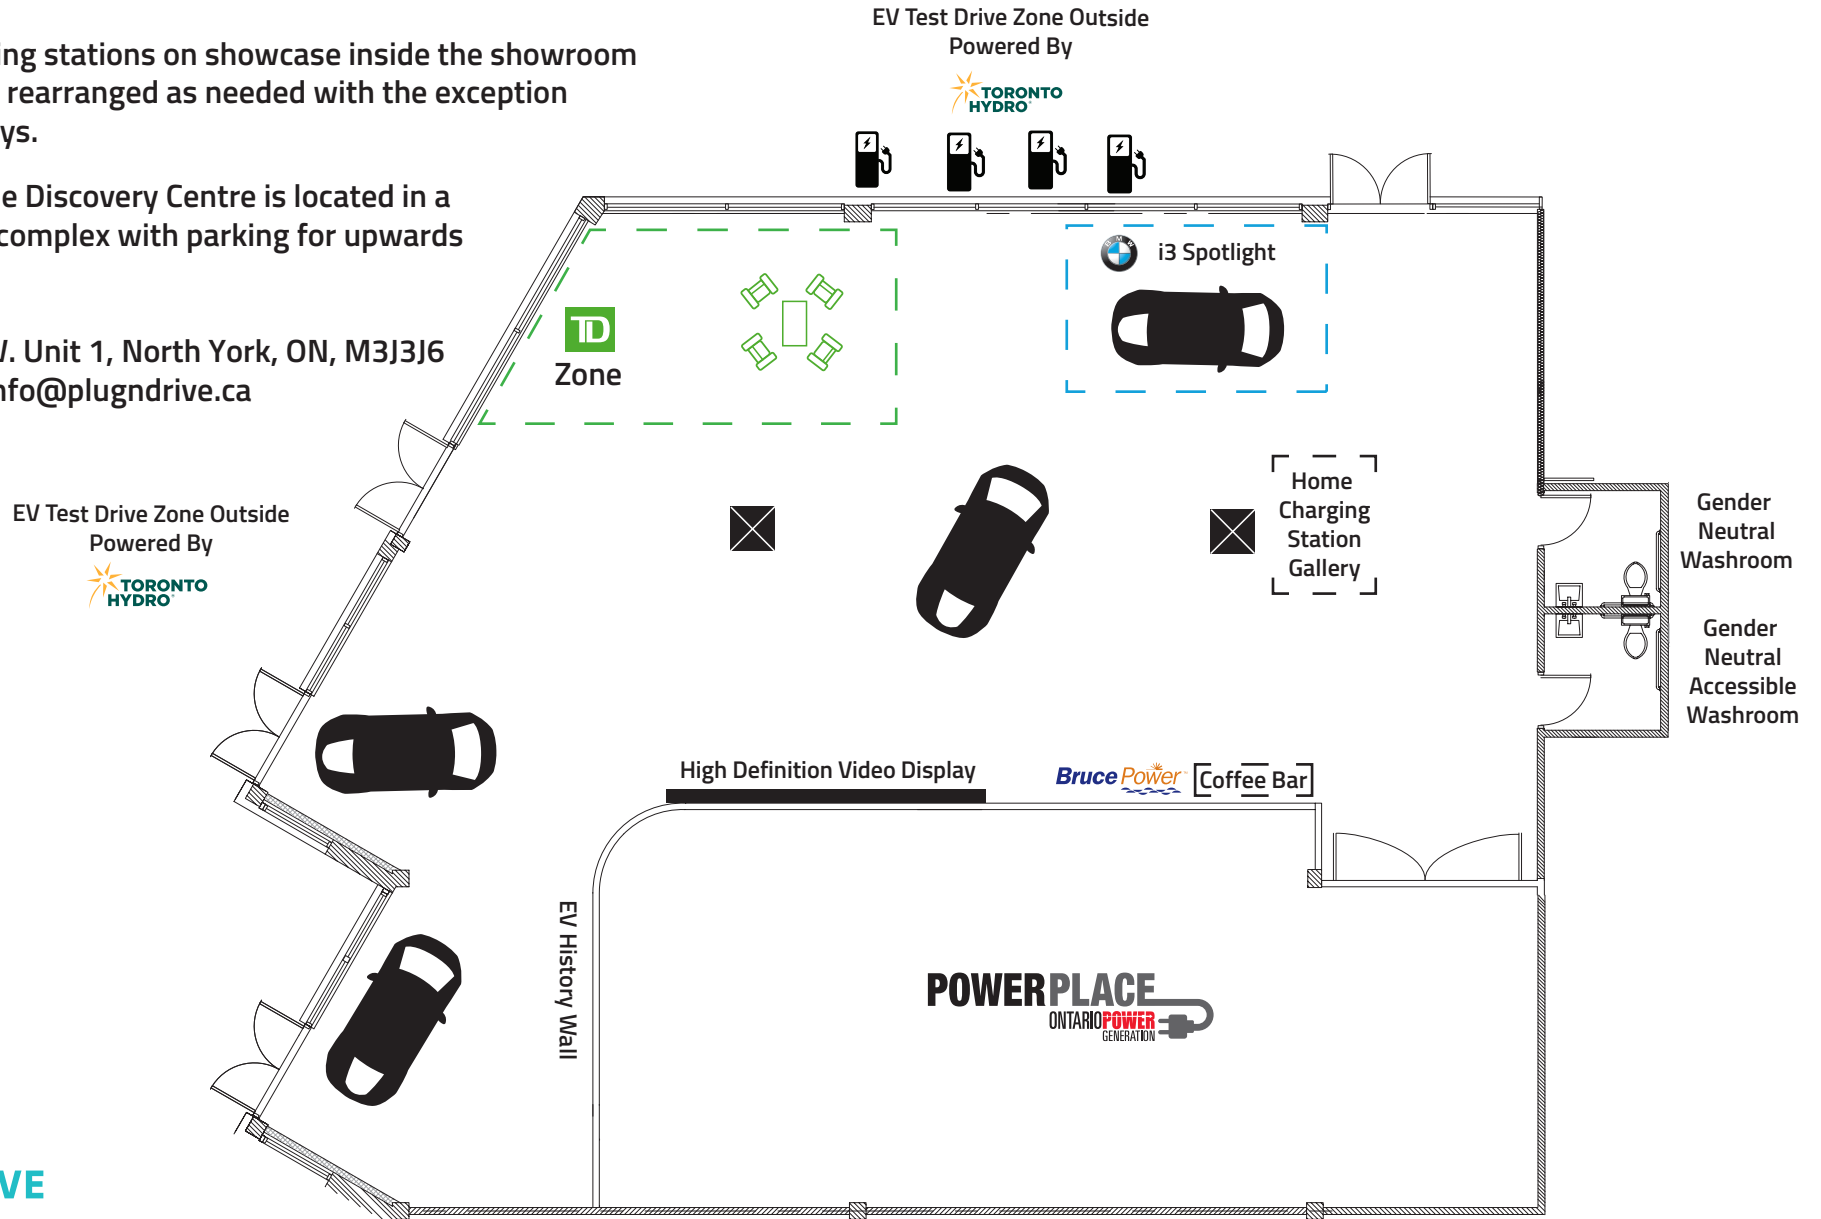 ing stations on showcase inside the showroom
rearranged as needed with the exception
ys.
e Discovery Centre is located in a
complex with parking for upwards
. Unit 1, North York, ON, M3J3J6
nfo@plugndrive.ca
EV Test Drive Zone Outside
Powered By
TORONTO
HYDRO
BMW
i3 Spotlight
TD
Zone
EV Test Drive Zone Outside
Powered By
TORONTO
HYDRO
Home
Charging
Station
Gallery
Gender
Neutral
Washroom
Gender
Neutral
Accessible
Washroom
High Definition Video Display
Bruce Power
Coffee Bar
EV History Wall
POWERPLACE
ONTARIOPOWER
GENERATION
VE